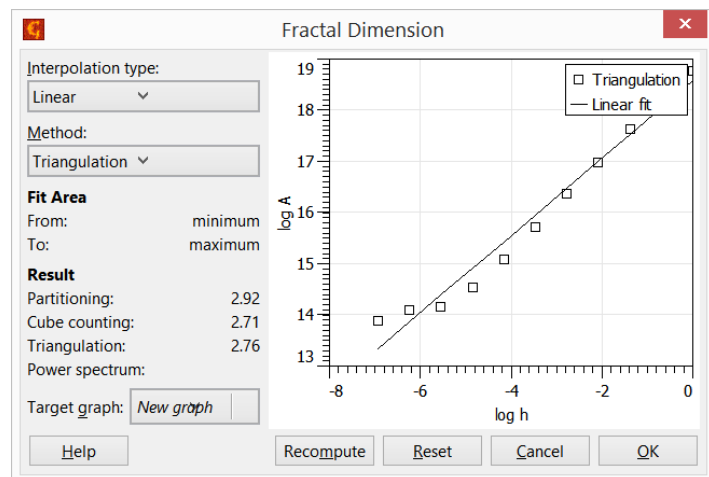 Fractal Dimension
Interpolation type:
Linear
Method:
Triangulation
Fit Area
From: minimum
To: maximum
Result
Partitioning: 2.92
Cube counting: 2.71
Triangulation: 2.76
Power spectrum:
Target graph: New graph
19
18
17
16
15
14
13
log A
Triangulation
Linear fit
-8 -6 -4 -2 0
log h
Help Recompute Reset Cancel OK